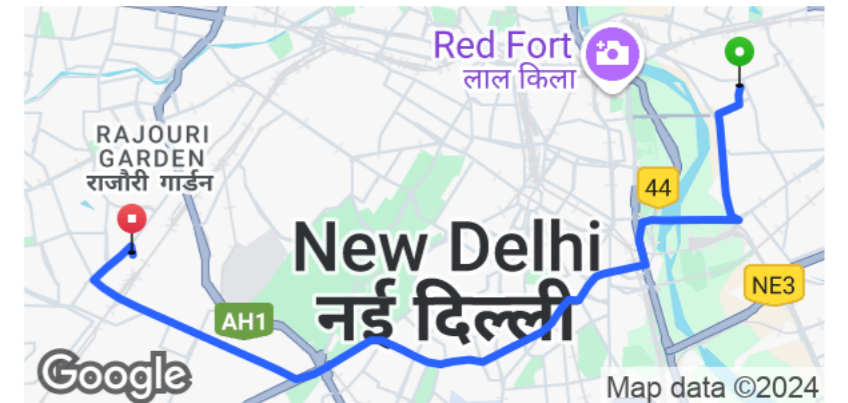 Red Fort
लाल किला
RAJOURI
GARDEN
राजौरी गार्डन
44
New Delhi
नई दिल्ली
NE3
AH1
Google
Map data ©2024